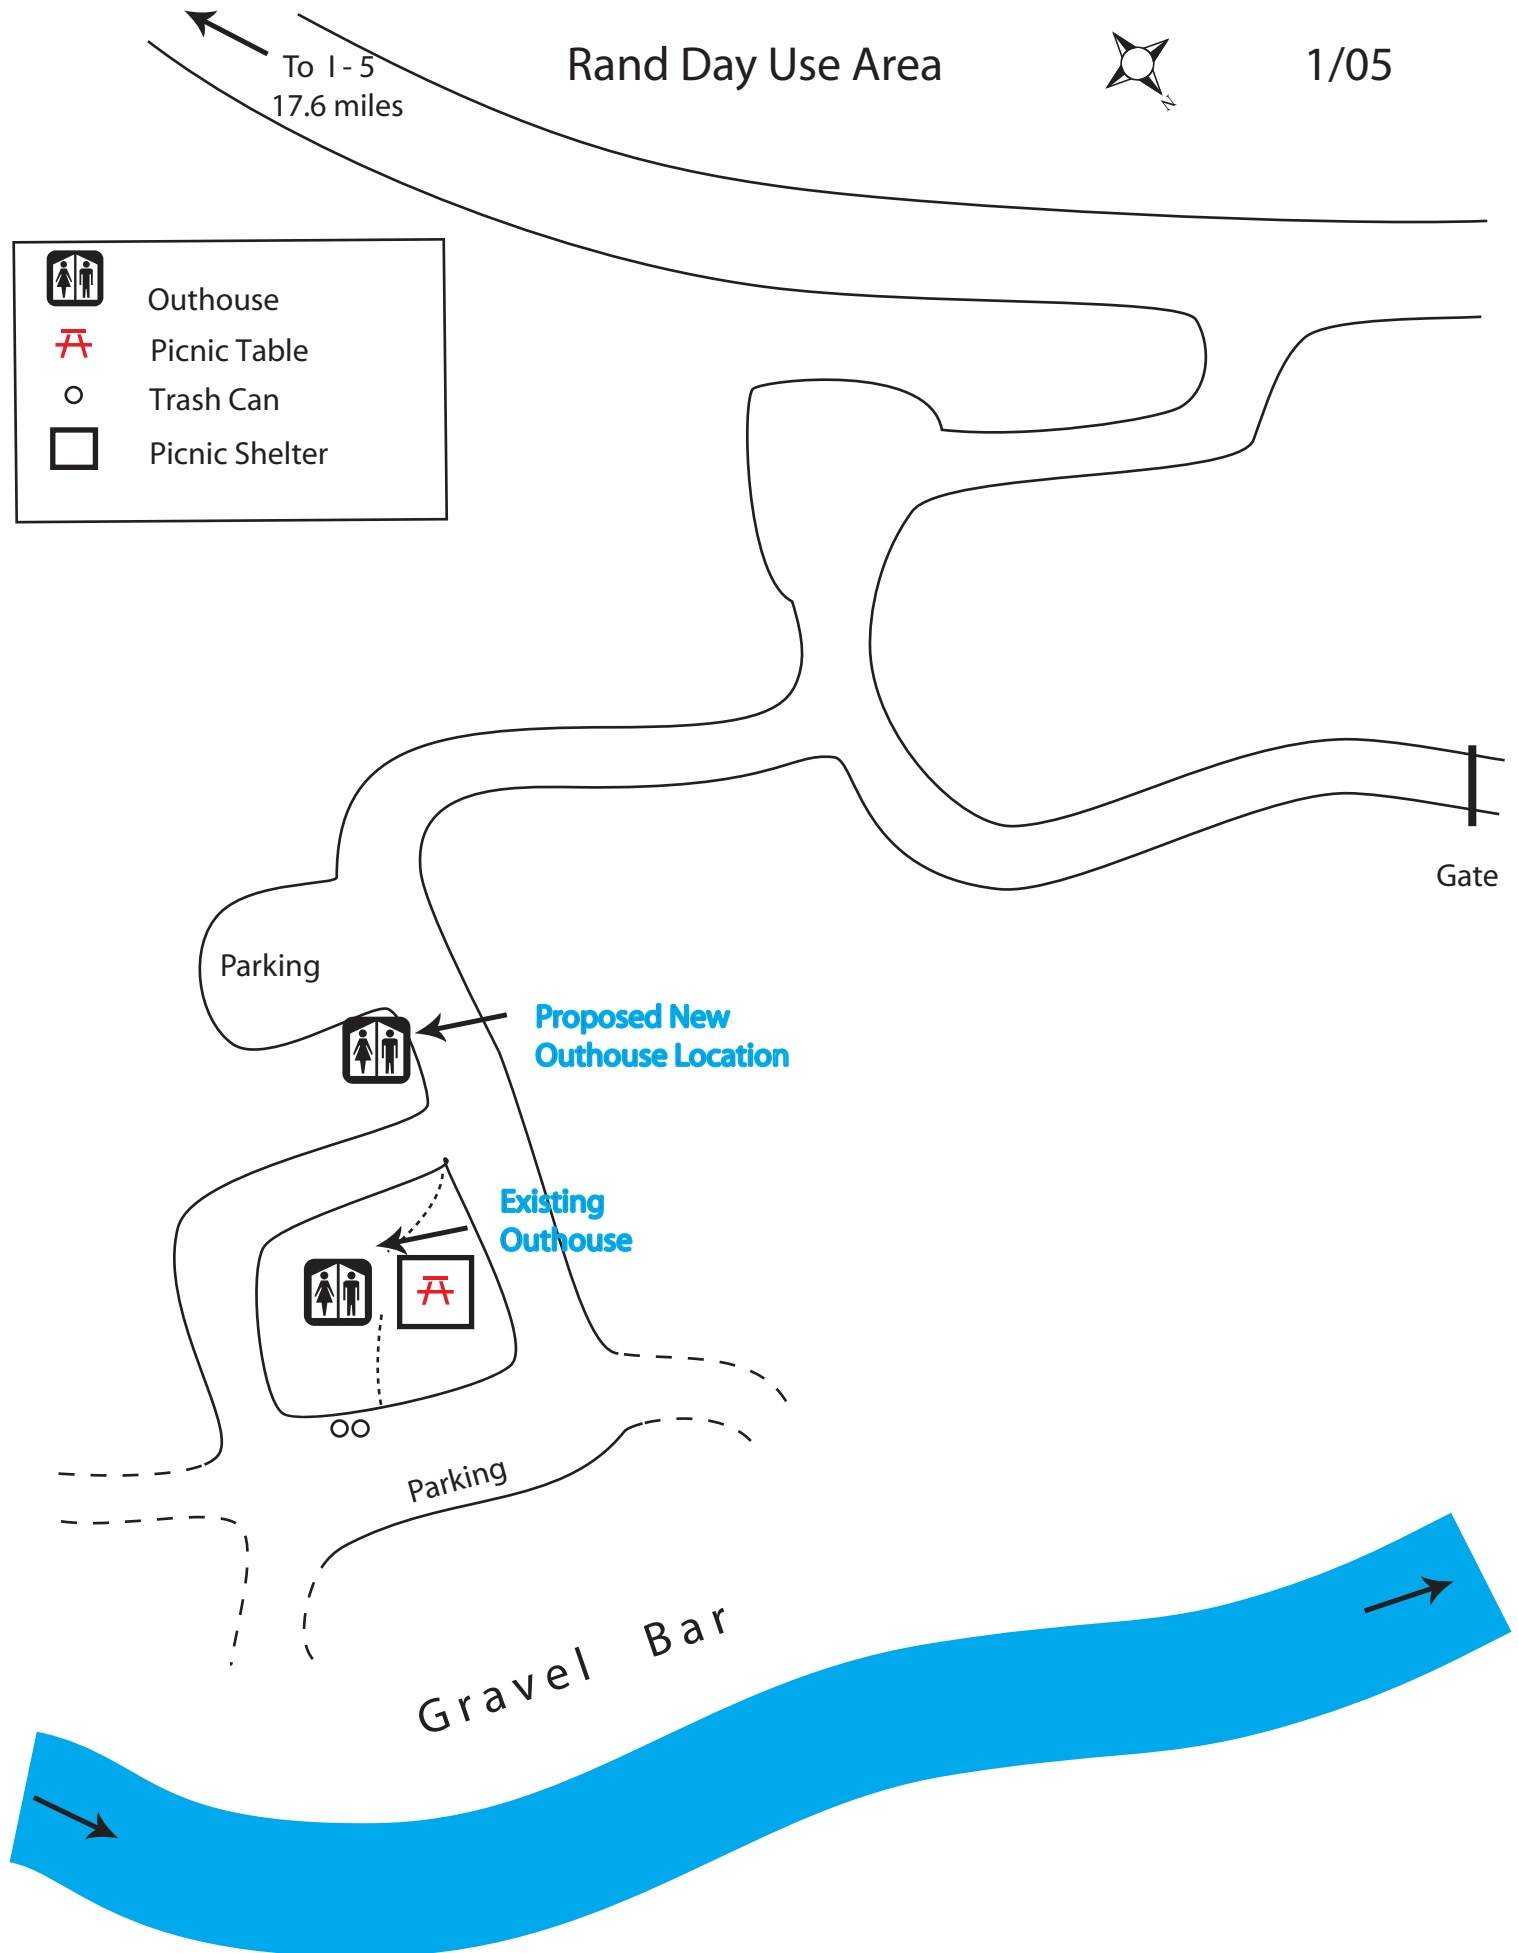 To I - 5
17.6 miles
Rand Day Use Area
N
1/05
Outhouse
Picnic Table
Trash Can
Picnic Shelter
Gate
Parking
Proposed New
Outhouse Location
Existing
Outhouse
Parking
Gravel Bar